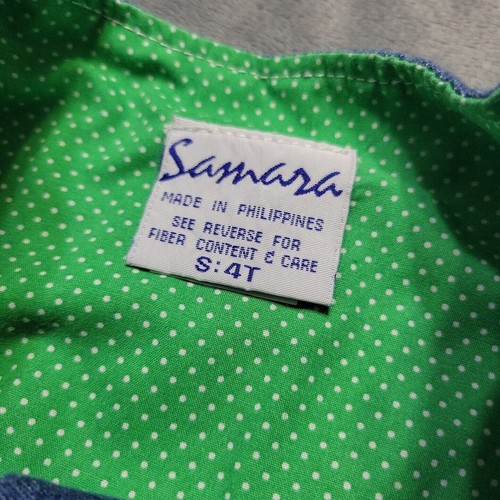 Samara
MADE IN PHILIPPINES
SEE REVERSE FOR
FIBER CONTENT & CARE
S:4T